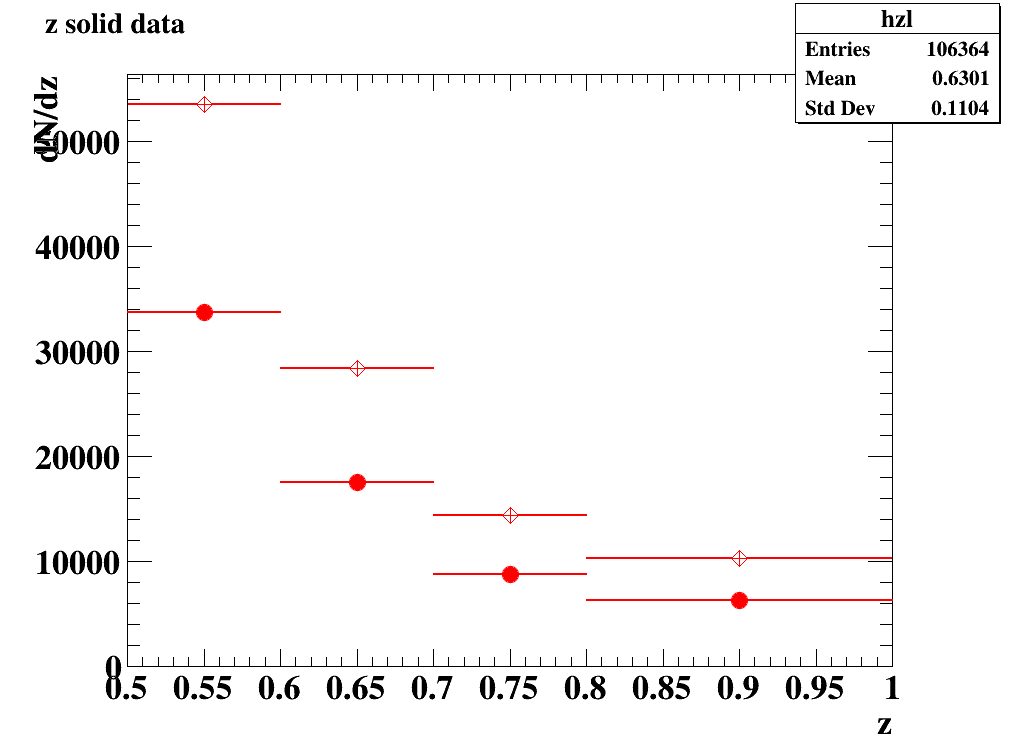 z solid data
hzl
Entries 106364
Mean 0.6301
Std Dev 0.1104
dN/dz
40000
30000
20000
10000
0
0.5 0.55 0.6 0.65 0.7 0.75 0.8 0.85 0.9 0.95 1
z